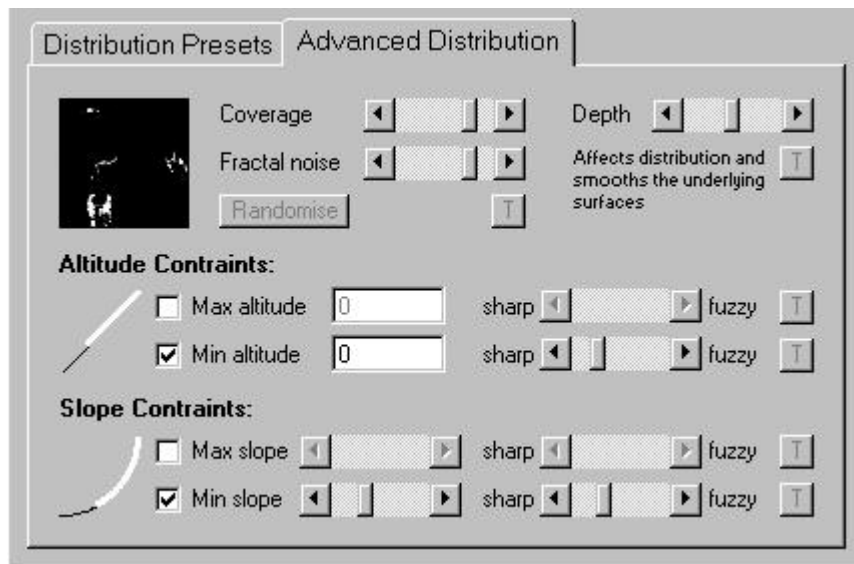 Distribution Presets Advanced Distribution
Coverage Depth
Fractal noise Affects distribution and
smooths the underlying
surfaces T
Randomise T
Altitude Contraints:
Max altitude 0 sharp fuzzy T
Min altitude 0 sharp fuzzy T
Slope Contraints:
Max slope sharp fuzzy T
Min slope sharp fuzzy T